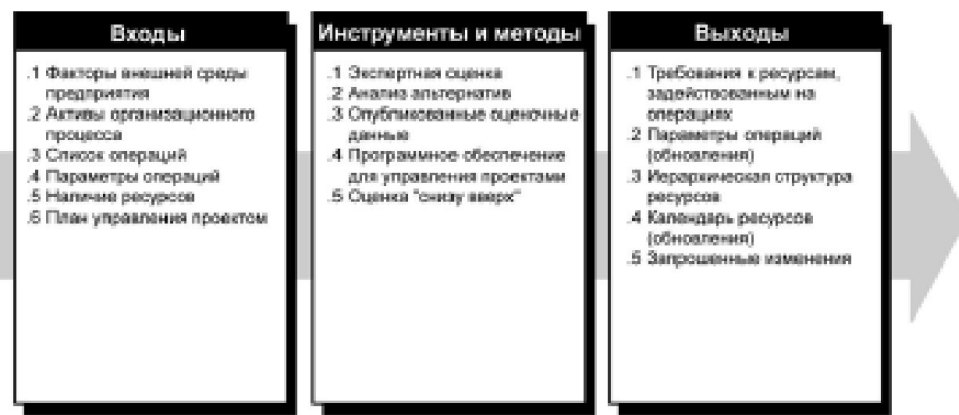 Входы
.1 Факторы внешней среды
предприятия
.2 Активы организационного
процесса
.3 Список операций
.4 Параметры операций
.5 Наличие ресурсов
.6 План управления проектом
Инструменты и методы
.1 Экспертная оценка
.2 Анализ альтернатив
.3 Опубликованные оценочные
данные
.4 Программное обеспечение
для управления проектами
.5 Оценка "снизу вверх"
Выходы
.1 Требования к ресурсам,
задействованным на
операциях
.2 Параметры операций
(обновления)
.3 Иерархическая структура
ресурсов
.4 Календарь ресурсов
(обновления)
.5 Запрошенные изменения